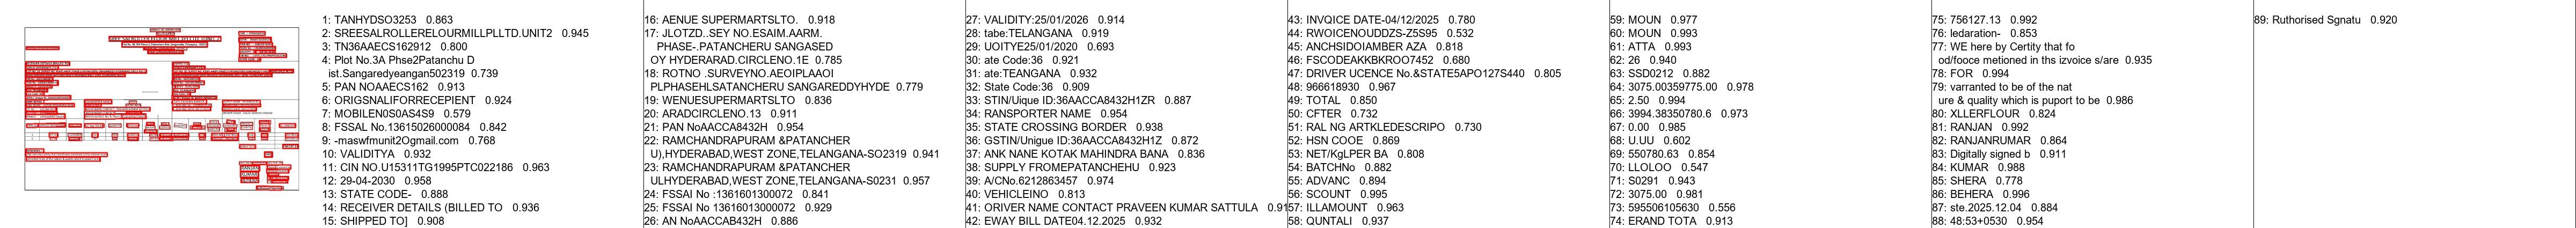 1: TANHYDSO3253 0.863
2: SREESALROLLERELOURMILLPLLTD.UNIT2 0.945
3: TN36AAECS162912 0.800
4: Plot No.3A Phse2Patanchu D
ist.Sangaredyeangan502319 0.739
5: PAN NOAAECS162 0.913
6: ORIGSNALIFORRECEPIENT 0.924
7: MOBILEN0S0AS4S9 0.579
8: FSSAL No.13615026000084 0.842
9: -maswfmunit2Ogmail.com 0.768
10: VALIDITYA 0.932
11: CIN NO.U15311TG1995PTC022186 0.963
12: 29-04-2030 0.958
13: STATE CODE- 0.888
14: RECEIVER DETAILS (BILLED TO 0.936
15: SHIPPED TO] 0.908
16: AENUE SUPERMARTSLTO. 0.918
17: JLOTZD..SEY NO.ESAIM.AARM.
PHASE-.PATANCHERU SANGASED
OY HYDERARAD.CIRCLENO.1E 0.785
18: ROTNO .SURVEYNO.AEOIPLAAOI
PLPHASEHLSATANCHERU SANGAREDDYHYDE 0.779
19: WENUESUPERMARTSLTO 0.836
20: ARADCIRCLENO.13 0.911
21: PAN NoAACCA8432H 0.954
22: RAMCHANDRAPURAM &PATANCHER
U),HYDERABAD,WEST ZONE,TELANGANA-SO2319 0.941
23: RAMCHANDRAPURAM &PATANCHER
ULHYDERABAD,WEST ZONE,TELANGANA-S0231 0.957
24: FSSAI No :1361601300072 0.841
25: FSSAI No 13616013000072 0.929
26: AN NoAACCAB432H 0.886
27: VALIDITY:25/01/2026 0.914
28: tabe:TELANGANA 0.919
29: UOITYE25/01/2020 0.693
30: ate Code:36 0.921
31: ate:TEANGANA 0.932
32: State Code:36 0.909
33: STIN/Uique ID:36AACCA8432H1ZR 0.887
34: RANSPORTER NAME 0.954
35: STATE CROSSING BORDER 0.938
36: GSTIN/Unigue ID:36AACCA8432H1Z 0.872
37: ANK NANE KOTAK MAHINDRA BANA 0.836
38: SUPPLY FROMEPATANCHEHU 0.923
39: A/CNo.6212863457 0.974
40: VEHICLEINO 0.813
41: ORIVER NAME CONTACT PRAVEEN KUMAR SATTULA 0.91
42: EWAY BILL DATE04.12.2025 0.932
43: INVQICE DATE-04/12/2025 0.780
44: RWOICENOUDDZS-Z5S95 0.532
45: ANCHSIDOIAMBER AZA 0.818
46: FSCODEAKKBKROO7452 0.680
47: DRIVER UCENCE No.&STATE5APO127S440 0.805
48: 966618930 0.967
49: TOTAL 0.850
50: CFTER 0.732
51: RAL NG ARTKLEDESCRIPO 0.730
52: HSN COOE 0.869
53: NET/KgLPER BA 0.808
54: BATCHNo 0.882
55: ADVANC 0.894
56: SCOUNT 0.995
57: ILLAMOUNT 0.963
58: QUNTALI 0.937
59: MOUN 0.977
60: MOUN 0.993
61: ATTA 0.993
62: 26 0.940
63: SSD0212 0.882
64: 3075.00359775.00 0.978
65: 2.50 0.994
66: 3994.38350780.6 0.973
67: 0.00 0.985
68: U.UU 0.602
69: 550780.63 0.854
70: LLOLOO 0.547
71: S0291 0.943
72: 3075.00 0.981
73: 595506105630 0.556
74: ERAND TOTA 0.913
75: 756127.13 0.992
76: ledaration- 0.853
77: WE here by Certity that fo
od/fooce metioned in ths izvoice s/are 0.935
78: FOR 0.994
79: varranted to be of the nat
ure & quality which is puport to be 0.986
80: XLLERFLOUR 0.824
81: RANJAN 0.992
82: RANJANRUMAR 0.864
83: Digitally signed b 0.911
84: KUMAR 0.988
85: SHERA 0.778
86: BEHERA 0.996
87: ste.2025.12.04 0.884
88: 48:53+0530 0.954
89: Ruthorised Sgnatu 0.920